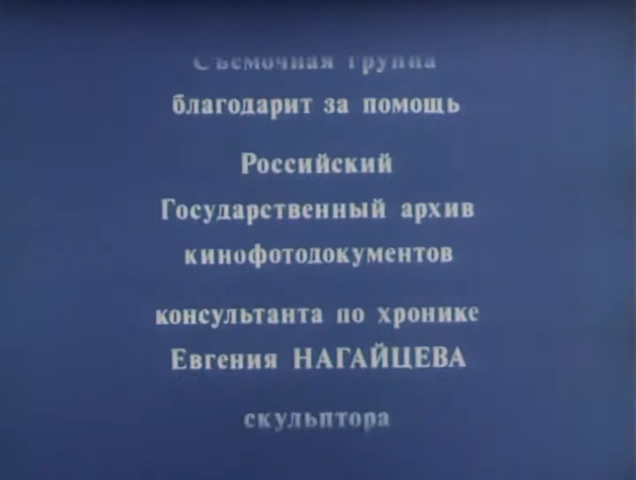 Съемочная группа
благодарит за помощь
Российский
Государственный архив
кинофотодокументов
консультанта по хронике
Евгения НАГАЙЦЕВА
скульптора